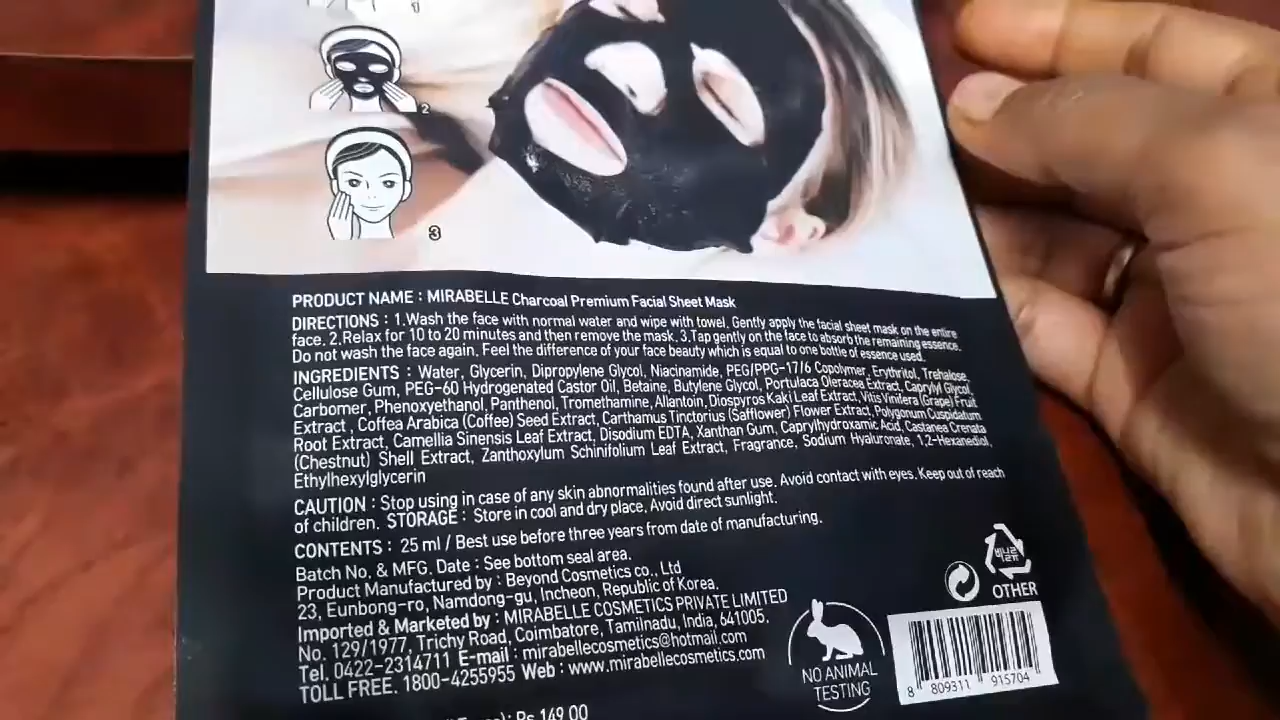 1
2
3
PRODUCT NAME : MIRABELLE Charcoal Premium Facial Sheet Mask
DIRECTIONS : 1.Wash the face with normal water and wipe with towel. Gently apply the facial sheet mask on the entire
face. 2.Relax for 10 to 20 minutes and then remove the mask. 3.Tap gently on the face to absorb the remaining essence.
Do not wash the face again. Feel the difference of your face beauty which is equal to one bottle of essence used.
INGREDIENTS : Water, Glycerin, Dipropylene Glycol, Niacinamide, PEG/PPG-17/6 Copolymer, Erythritol, Trehalose,
Cellulose Gum, PEG-60 Hydrogenated Castor Oil, Betaine, Butylene Glycol, Portulaca Oleracea Extract, Caprylyl Glycol,
Carbomer, Phenoxyethanol, Panthenol, Tromethamine, Allantoin, Diospyros Kaki Leaf Extract, Vitis Vinifera (Grape) Fruit
Extract , Coffea Arabica (Coffee) Seed Extract, Carthamus Tinctorius (Safflower) Flower Extract, Polygonum Cuspidatum
Root Extract, Camellia Sinensis Leaf Extract, Disodium EDTA, Xanthan Gum, Caprylhydroxamic Acid, Castanea Crenata
(Chestnut) Shell Extract, Zanthoxylum Schinifolium Leaf Extract, Fragrance, Sodium Hyaluronate, 1,2-Hexanediol,
Ethylhexylglycerin
CAUTION : Stop using in case of any skin abnormalities found after use. Avoid contact with eyes. Keep out of reach
of children. STORAGE : Store in cool and dry place. Avoid direct sunlight.
CONTENTS : 25 ml / Best use before three years from date of manufacturing.
Batch No. & MFG. Date : See bottom seal area.
Product Manufactured by : Beyond Cosmetics co., Ltd
23, Eunbong-ro, Namdong-gu, Incheon, Republic of Korea.
Imported & Marketed by : MIRABELLE COSMETICS PRIVATE LIMITED
No. 129/1977, Trichy Road, Coimbatore, Tamilnadu, India, 641005.
Tel. 0422-2314711 E-mail : mirabellecosmetics@hotmail.com
TOLL FREE. 1800-4255955 Web : www.mirabellecosmetics.com
Rs 149.00
NO ANIMAL
TESTING
비닐류
OTHER
8 809311 915704